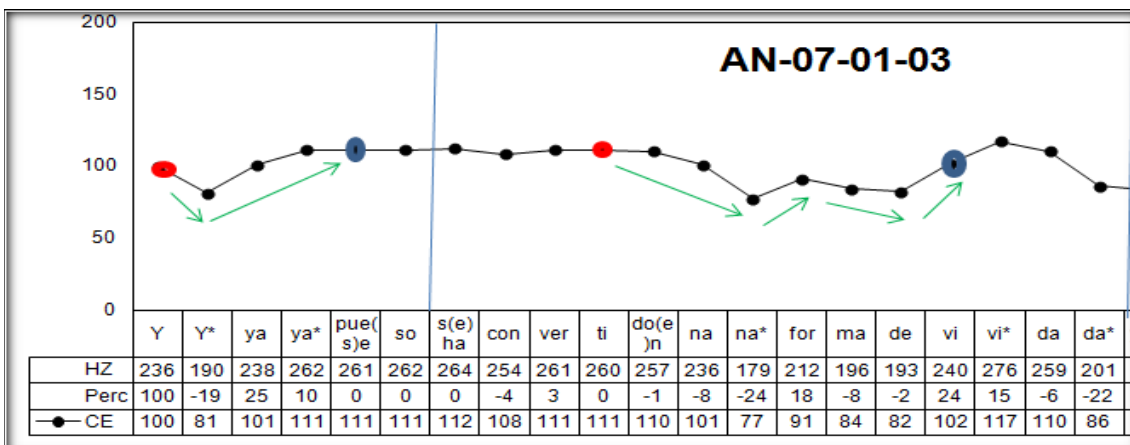 200
AN-07-01-03
150
100
50
0
Y Y* ya ya* pue(s)e so s(e)ha con ver ti do(e)n na na* for ma de vi vi* da da*
HZ 236 190 238 262 261 262 264 254 261 260 257 236 179 212 196 193 240 276 259 201
Perc 100 -19 25 10 0 0 0 -4 3 0 -1 -8 -24 18 -8 -2 24 15 -6 -22
CE 100 81 101 111 111 111 112 108 111 111 110 101 77 91 84 82 102 117 110 86